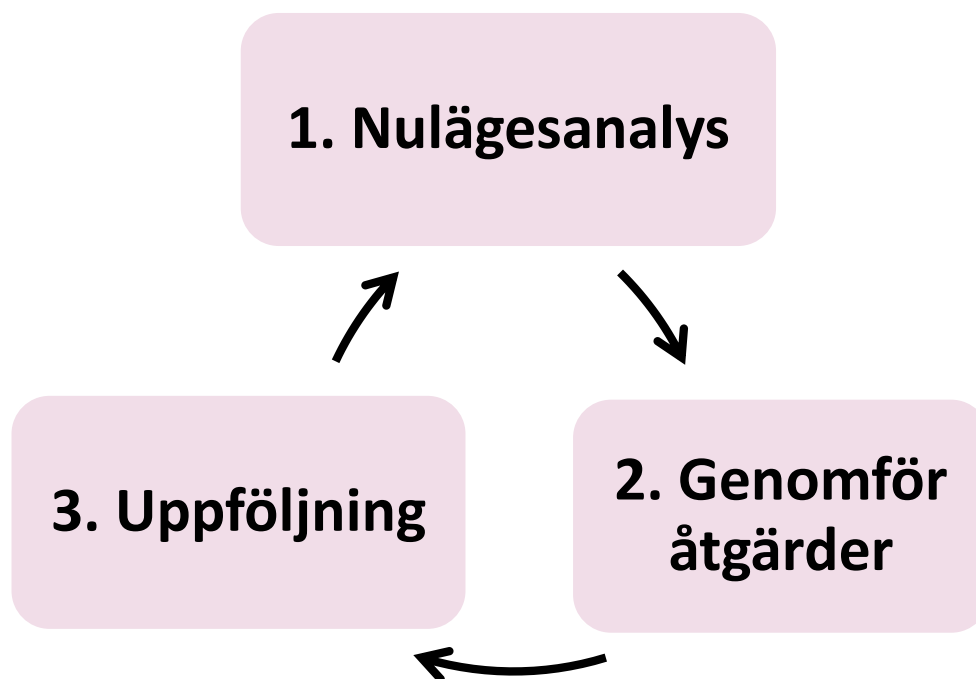 1. Nulägesanalys
2. Genomför
åtgärder
3. Uppföljning